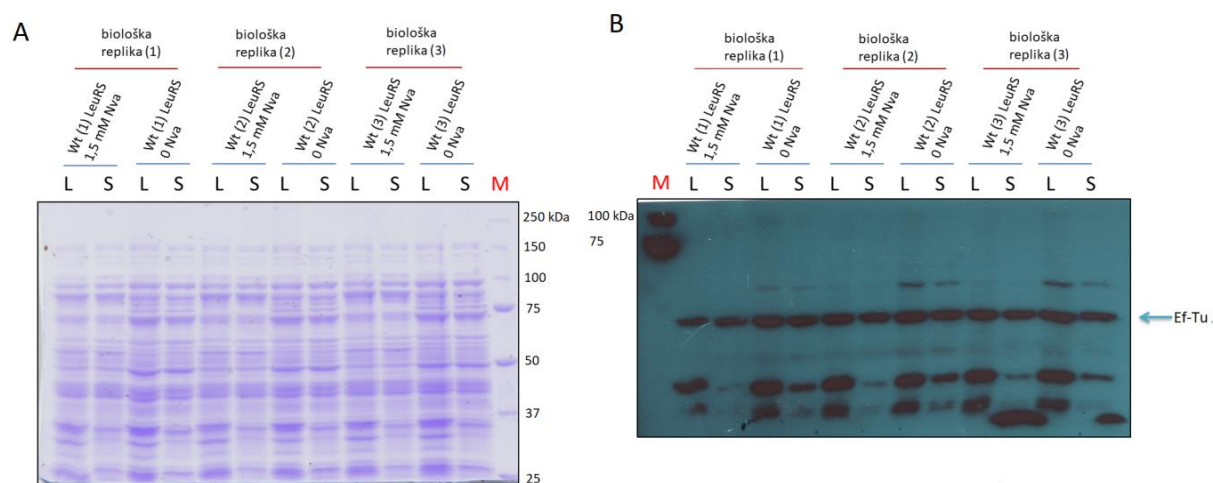 A
biološka
replika (1)
biološka
replika (2)
biološka
replika (3)
Wt (1) LeuRS
1,5 mM Nva
Wt (1) LeuRS
0 Nva
Wt (2) LeuRS
1,5 mM Nva
Wt (2) LeuRS
0 Nva
Wt (3) LeuRS
1,5 mM Nva
Wt (3) LeuRS
0 Nva
L S L S L S L S L S L S M
250 kDa
150
100
75
50
37
25
B
biološka
replika (1)
biološka
replika (2)
biološka
replika (3)
Wt (1) LeuRS
1,5 mM Nva
Wt (1) LeuRS
0 Nva
Wt (2) LeuRS
1,5 mM Nva
Wt (2) LeuRS
0 Nva
Wt (3) LeuRS
1,5 mM Nva
Wt (3) LeuRS
0 Nva
M L S L S L S L S L S L S
100 kDa
75
Ef-Tu